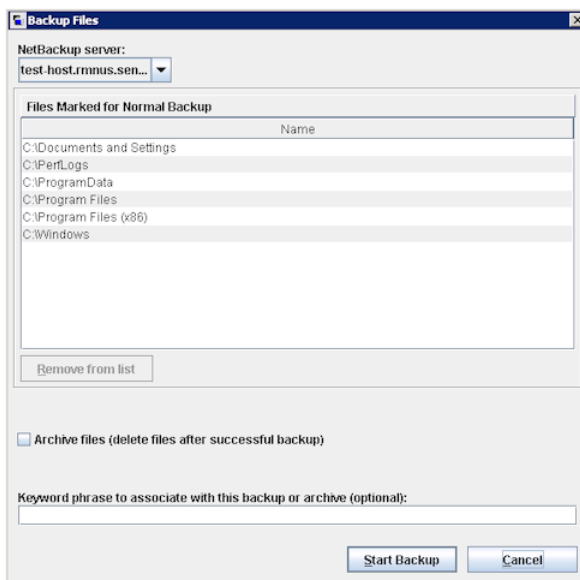 Backup Files
NetBackup server:
test-host.rmnus.sen...
Files Marked for Normal Backup
Name
C:\Documents and Settings
C:\PerfLogs
C:\ProgramData
C:\Program Files
C:\Program Files (x86)
C:\Windows
Remove from list
Archive files (delete files after successful backup)
Keyword phrase to associate with this backup or archive (optional):
Start Backup Cancel